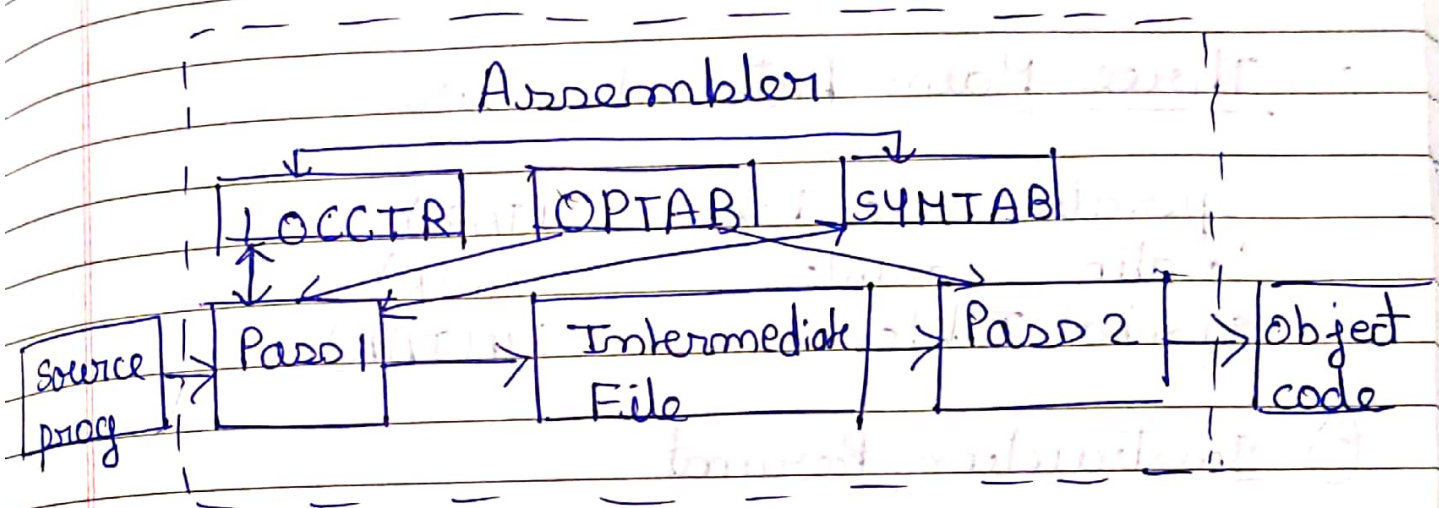 Assembler
LOCCTR OPTAB SYMTAB
Source
prog
Pass 1
Intermediate
File
Pass 2
Object
code